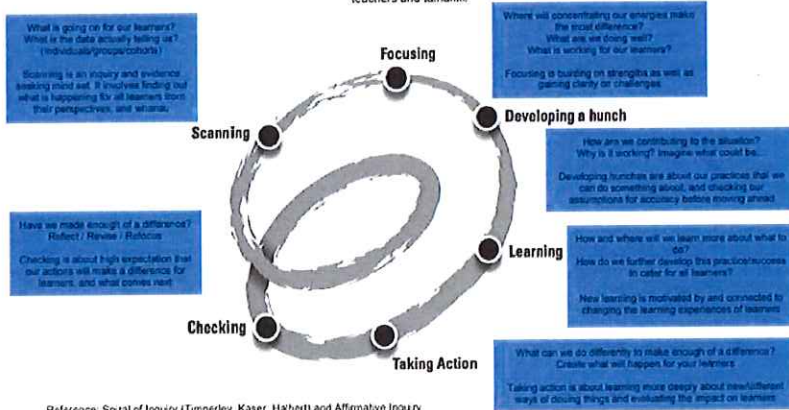 teachers and tamariki
What is going on for our learners?
What is the data actually telling us?
(individuals/groups/cohorts)
Scanning is an inquiry and evidence
seeking mind set. It involves finding out
what is happening for all learners from
their perspectives, and whanau
Where will concentrating our energies make
the most difference?
What are we doing well?
What is working for our learners?
Focusing is building on strengths as well as
gaining clarity on challenges
Focusing
Developing a hunch
Scanning
How are we contributing to the situation?
Why is it working? Imagine what could be...
Developing hunches are about our practices that we
can do something about, and checking our
assumptions for accuracy before moving ahead
Have we made enough of a difference?
Reflect / Revise / Refocus
Checking is about high expectation that
our actions will make a difference for
learners, and what comes next
Learning
How and where will we learn more about what to
do?
How do we further develop this practice/success
to cater for all learners?
New learning is motivated by and connected to
changing the learning experiences of learners
Checking
Taking Action
What can we do differently to make enough of a difference?
Create what will happen for your learners
Taking action is about learning more deeply about new/different
ways of doing things and evaluating the impact on learners
Reference: Spiral of Inquiry (Timperley, Kaser, Halbert) and Affirmative Inquiry